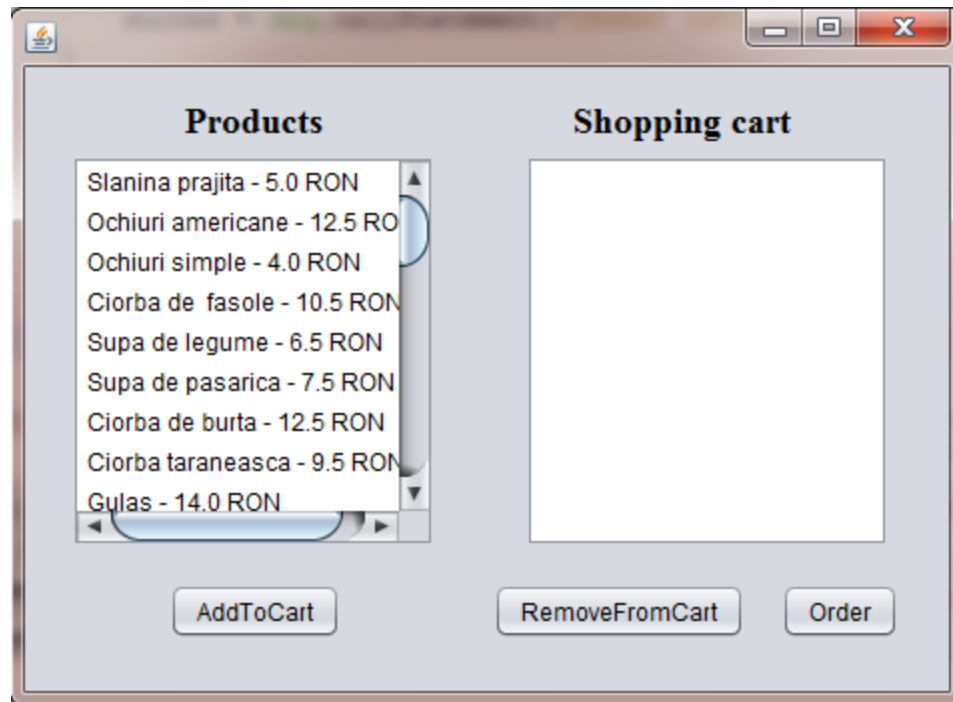 Products
Shopping cart
Slanina prajita - 5.0 RON
Ochiuri americane - 12.5 RO
Ochiuri simple - 4.0 RON
Ciorba de  fasole - 10.5 RON
Supa de legume - 6.5 RON
Supa de pasarica - 7.5 RON
Ciorba de burta - 12.5 RON
Ciorba taraneasca - 9.5 RON
Gulas - 14.0 RON
AddToCart
RemoveFromCart
Order